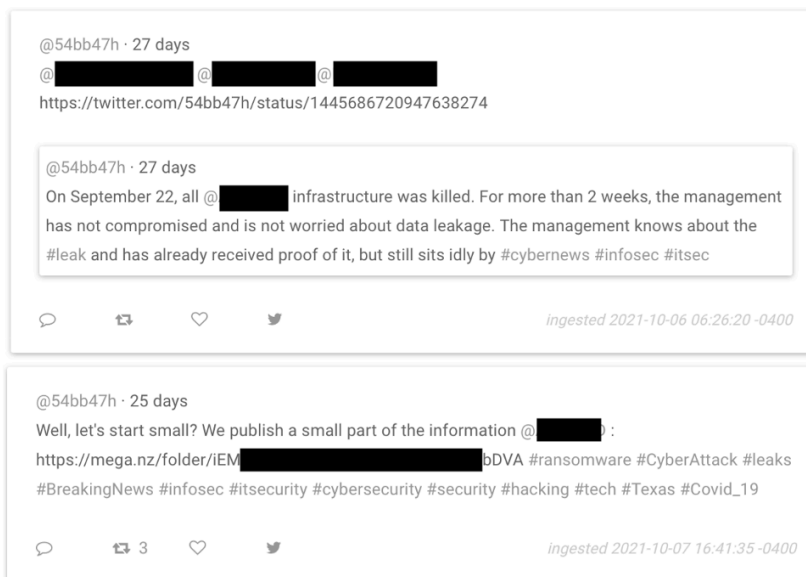 @54bb47h · 27 days
@ @ @
https://twitter.com/54bb47h/status/1445686720947638274
@54bb47h · 27 days
On September 22, all @ infrastructure was killed. For more than 2 weeks, the management
has not compromised and is not worried about data leakage. The management knows about the
#leak and has already received proof of it, but still sits idly by #cybernews #infosec #itsec
ingested 2021-10-06 06:26:20 -0400
@54bb47h · 25 days
Well, let's start small? We publish a small part of the information @ :
https://mega.nz/folder/iEM bDVA #ransomware #CyberAttack #leaks
#BreakingNews #infosec #itsecurity #cybersecurity #security #hacking #tech #Texas #Covid_19
3
ingested 2021-10-07 16:41:35 -0400